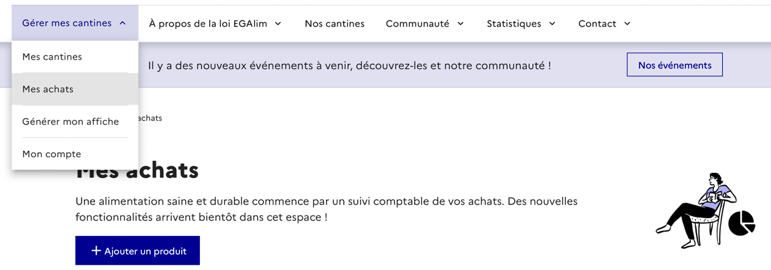 Gérer mes cantines
À propos de la loi EGAlim
Nos cantines
Communauté
Statistiques
Contact
Mes cantines
Mes achats
Générer mon affiche
Mon compte
Il y a des nouveaux événements à venir, découvrez-les et notre communauté !
Nos événements
achats
Mes achats
Une alimentation saine et durable commence par un suivi comptable de vos achats. Des nouvelles
fonctionnalités arrivent bientôt dans cet espace !
Ajouter un produit